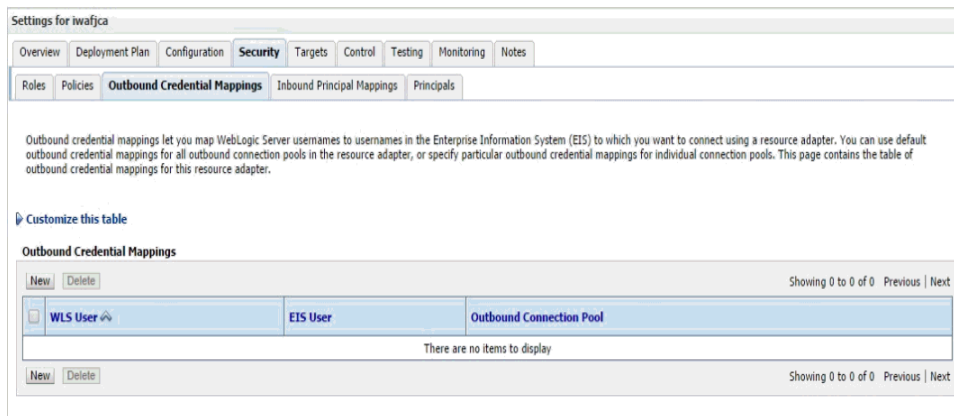 Settings for iwafjca
Overview Deployment Plan Configuration Security Targets Control Testing Monitoring Notes
Roles Policies Outbound Credential Mappings Inbound Principal Mappings Principals
Outbound credential mappings let you map WebLogic Server usernames to usernames in the Enterprise Information System (EIS) to which you want to connect using a resource adapter. You can use default
outbound credential mappings for all outbound connection pools in the resource adapter, or specify particular outbound credential mappings for individual connection pools. This page contains the table of
outbound credential mappings for this resource adapter.
Customize this table
Outbound Credential Mappings
New Delete Showing 0 to 0 of 0 Previous | Next
WLS User EIS User Outbound Connection Pool
There are no items to display
New Delete Showing 0 to 0 of 0 Previous | Next